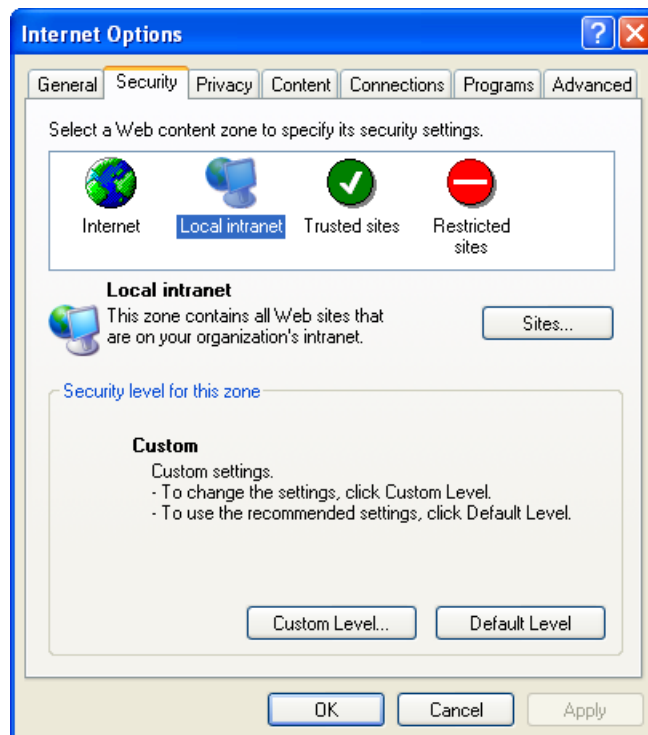 Internet Options
General Security Privacy Content Connections Programs Advanced
Select a Web content zone to specify its security settings.
Internet Local intranet Trusted sites Restricted sites
Local intranet
This zone contains all Web sites that
are on your organization's intranet.
Sites...
Security level for this zone
Custom
Custom settings.
- To change the settings, click Custom Level.
- To use the recommended settings, click Default Level.
Custom Level... Default Level
OK Cancel Apply